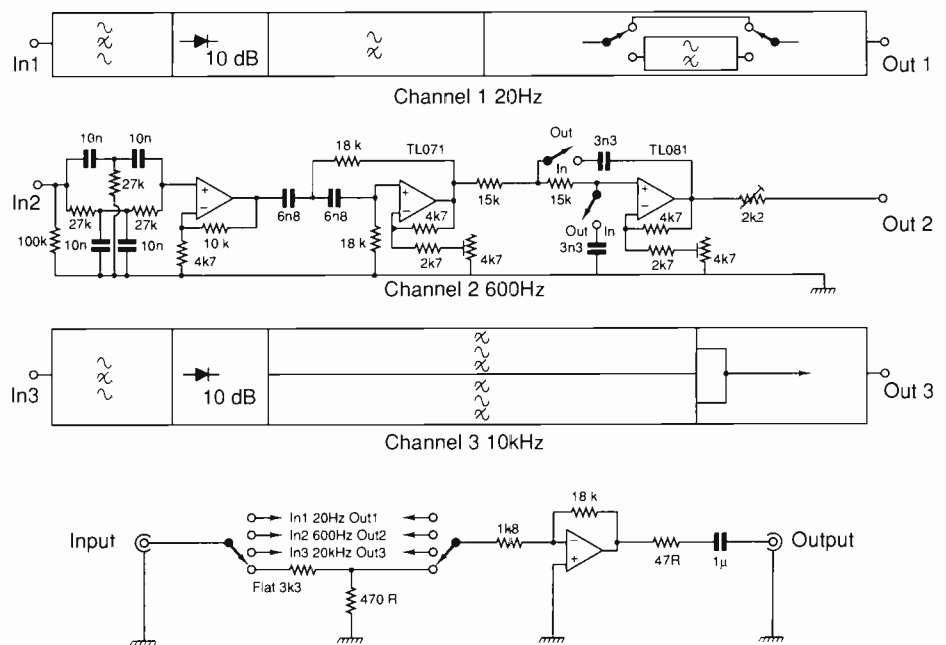 In1
10 dB
Out 1
Channel 1 20Hz
10n
10n
18 k
TL071
Out
3n3
TL081
In2
27k
27k
27k
6n8
6n8
15k
In
15k
2k2
Out 2
100k
10n
10n
10 k
4k7
18 k
4k7
2k7
4k7
Out
In
3n3
4k7
2k7
4k7
Channel 2 600Hz
In3
10 dB
Out 3
Channel 3 10kHz
Input
In1 20Hz Out1
In2 600Hz Out2
In3 20kHz Out3
Flat 3k3
470 R
1k8
18 k
47R
1µ
Output